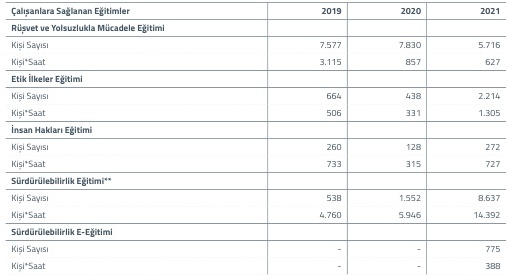 Çalışanlara Sağlanan Eğitimler 2019 2020 2021
Rüşvet ve Yolsuzlukla Mücadele Eğitimi
Kişi Sayısı 7.577 7.830 5.716
Kişi*Saat 3.115 857 627
Etik İlkeler Eğitimi
Kişi Sayısı 664 438 2.214
Kişi*Saat 506 331 1.305
İnsan Hakları Eğitimi
Kişi Sayısı 260 128 272
Kişi*Saat 733 315 727
Sürdürülebilirlik Eğitimi**
Kişi Sayısı 538 1.552 8.637
Kişi*Saat 4.760 5.946 14.392
Sürdürülebilirlik E-Eğitimi
Kişi Sayısı - - 775
Kişi*Saat - - 388